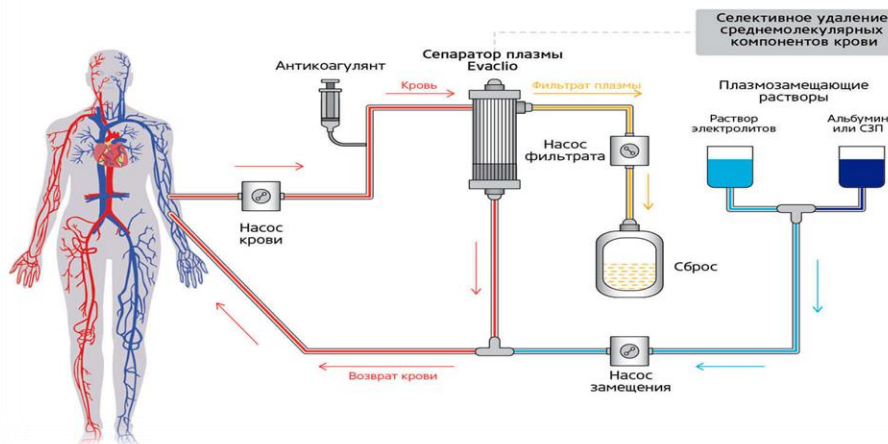 Селективное удаление
среднемолекулярных
компонентов крови
Сепаратор плазмы
Evaclio
Антикоагулянт
Кровь
Фильтрат плазмы
Плазмозамещающие
растворы
Раствор
электролитов
Альбумин
или СЗП
Насос
фильтрата
Насос
крови
Сброс
Возврат крови
Насос
замещения